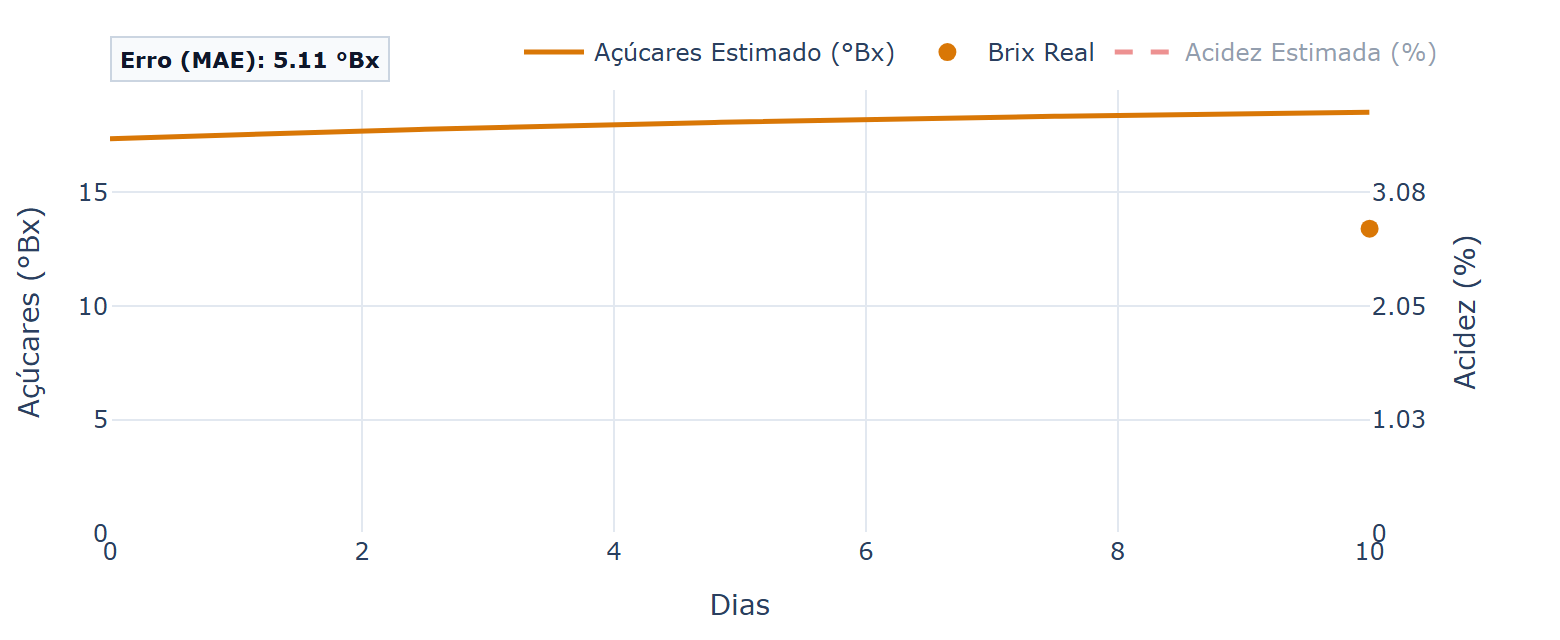 Erro (MAE): 5.11 °Bx
Açúcares Estimado (°Bx)
Brix Real
Acidez Estimada (%)
Açúcares (°Bx)
15
10
5
0
3.08
2.05
1.03
0
Acidez (%)
0
2
4
6
8
10
Dias